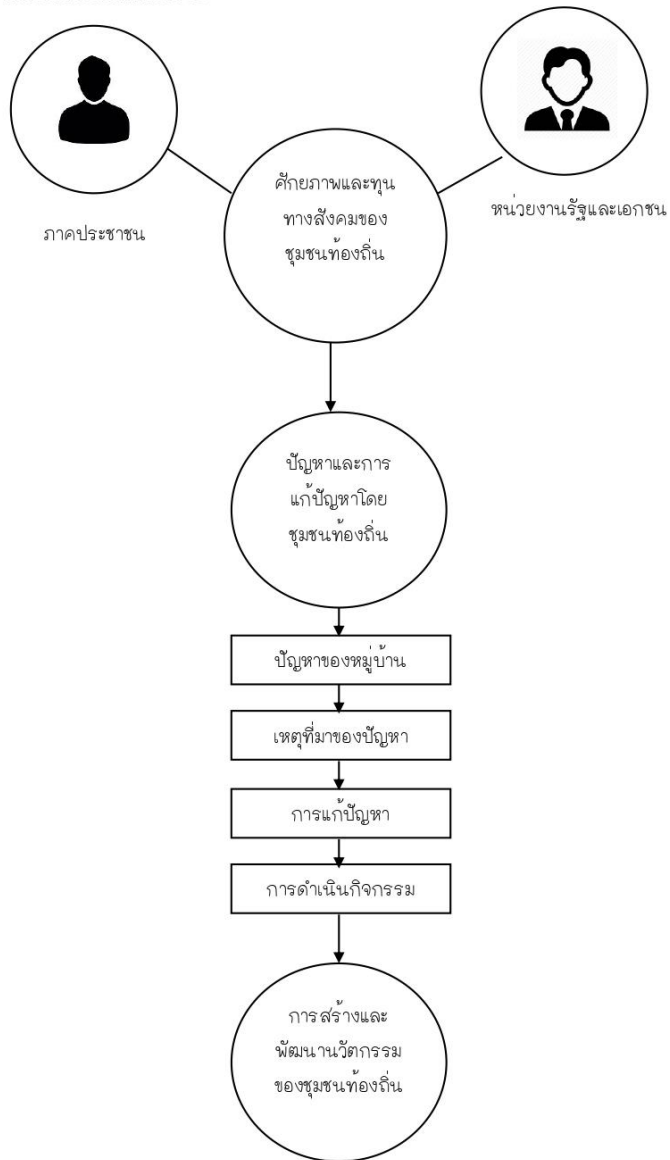 ภาคประชาชน
หน่วยงานรัฐและเอกชน
ศักยภาพและทุน
ทางสังคมของ
ชุมชนท้องถิ่น
ปัญหาและการ
แก้ปัญหาโดย
ชุมชนท้องถิ่น
ปัญหาของหมู่บ้าน
เหตุที่มาของปัญหา
การแก้ปัญหา
การดำเนินกิจกรรม
การสร้างและ
พัฒนานวัตกรรม
ของชุมชนท้องถิ่น